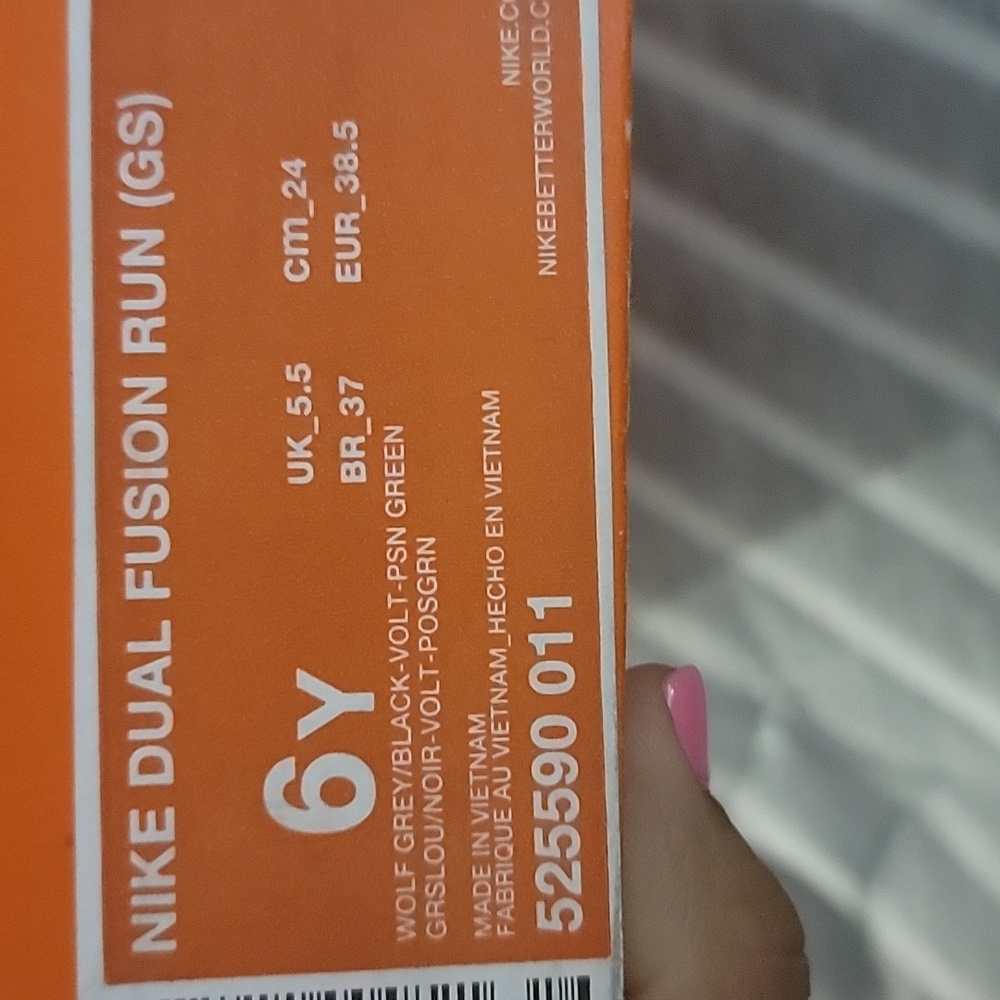 NIKE DUAL FUSION RUN (GS)
6Y
UK_5.5 cm_24
BR_37 EUR_38.5
WOLF GREY/BLACK-VOLT-PSN GREEN
GRSLOU/NOIR-VOLT-POSGRN
MADE IN VIETNAM
FABRIQUE AU VIETNAM_HECHO EN VIETNAM
NIKE.C
525590 011
NIKEBETTERWORLD.C